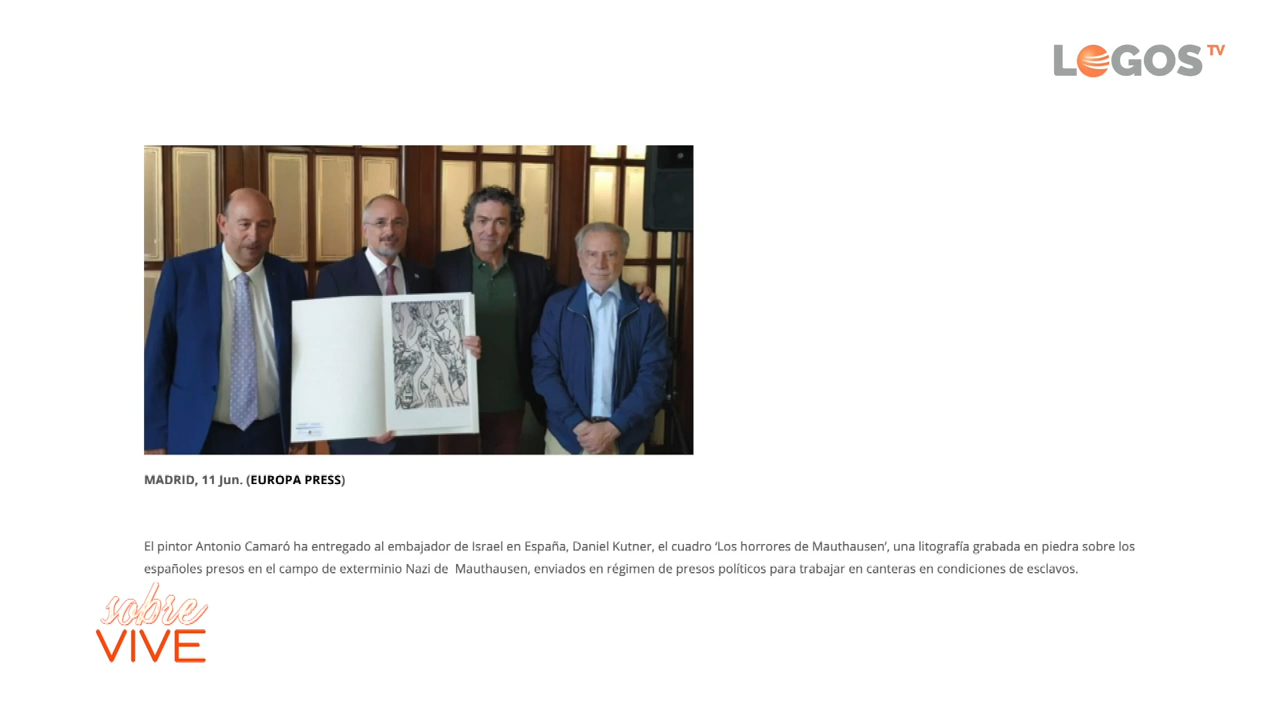 LOGOS TV
MADRID, 11 Jun. (EUROPA PRESS)
El pintor Antonio Camaró ha entregado al embajador de Israel en España, Daniel Kutner, el cuadro ‘Los horrores de Mauthausen’, una litografía grabada en piedra sobre los
españoles presos en el campo de exterminio Nazi de Mauthausen, enviados en régimen de presos políticos para trabajar en canteras en condiciones de esclavos.
sobre
VIVE